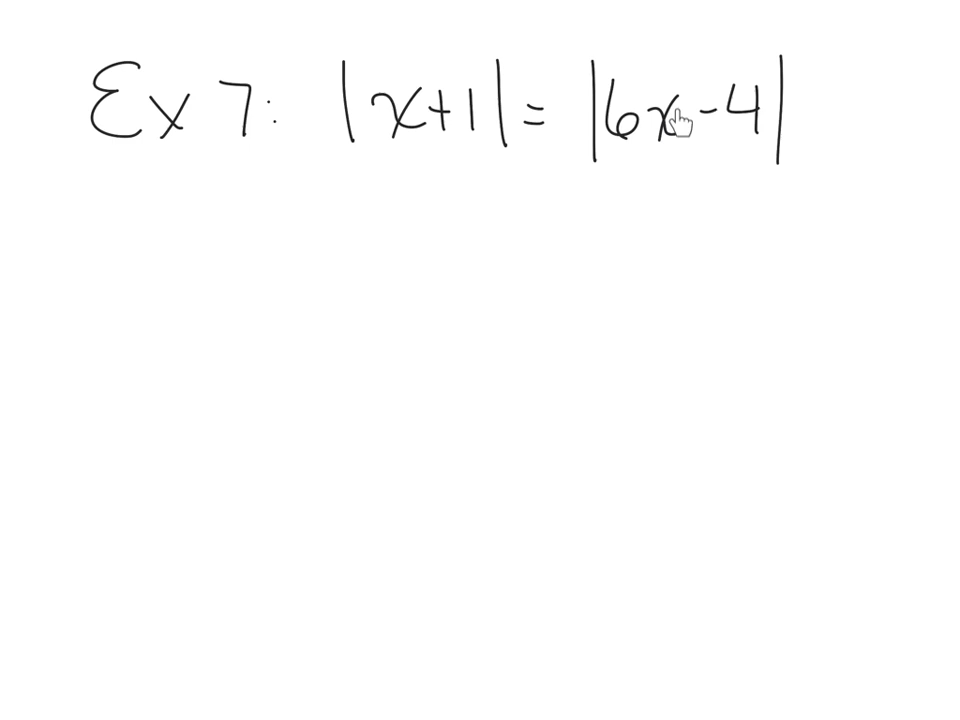 Ex 7: |x+1| = |6x-4|